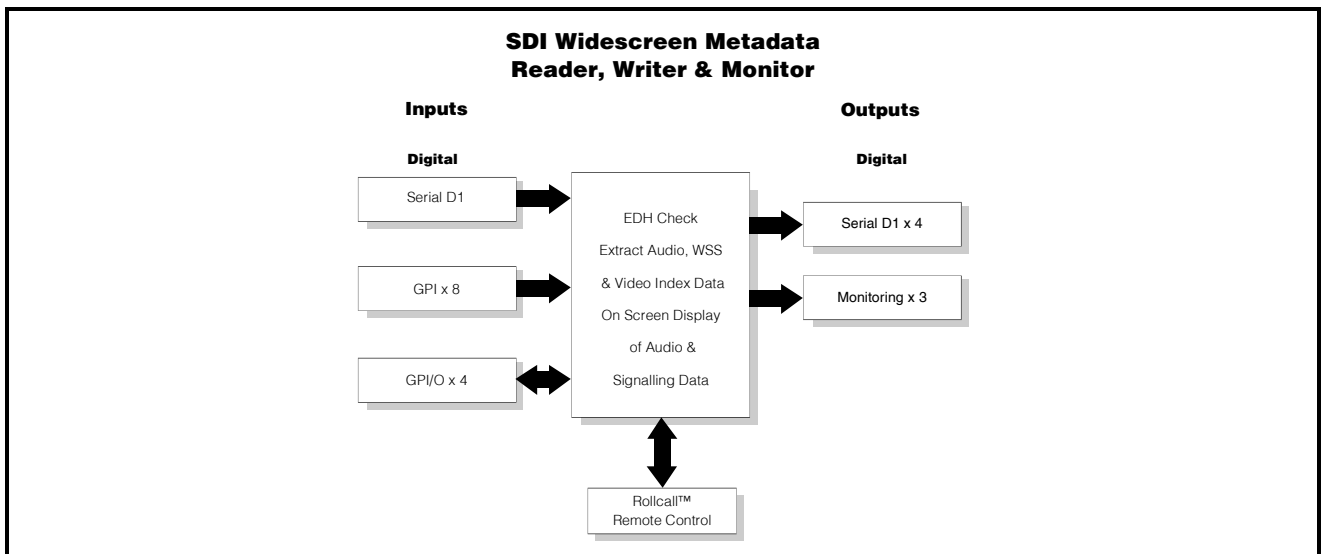 SDI Widescreen Metadata
Reader, Writer & Monitor
Inputs
Outputs
Digital
Digital
Serial D1
GPI x 8
GPI/O x 4
EDH Check
Extract Audio, WSS
& Video Index Data
On Screen Display
of Audio &
Signalling Data
Serial D1 x 4
Monitoring x 3
Rollcall™
Remote Control